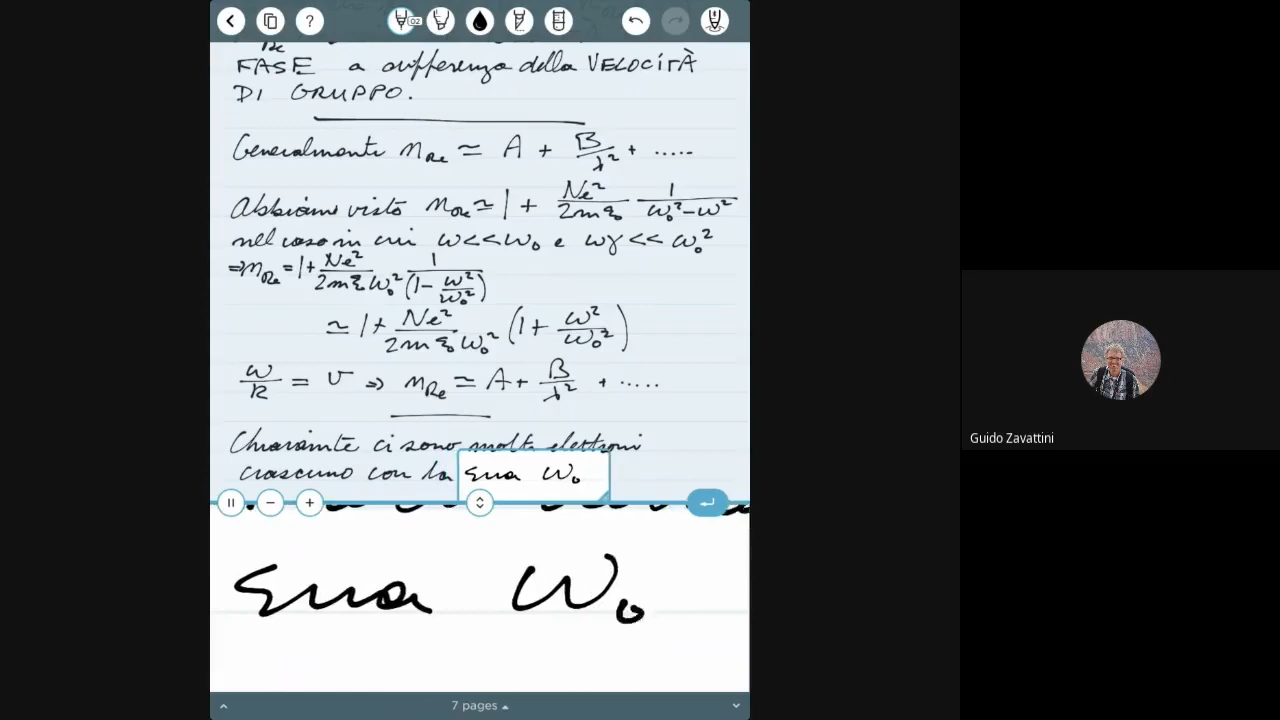 ?
02
FASE a differenza della VELOCITÀ
DI GRUPPO.
Generalmente n_Re ≃ A + B/λ² + .....
Abbiamo visto n_Re ≃ 1 + Ne²/2mε₀ 1/ω₀²-ω²
nel caso in cui ω<<ω₀ e ωγ << ω₀²
⇒ n_Re = 1 + Ne²/2mε₀ω₀² 1/(1-ω²/ω₀²)
≃ 1 + Ne²/2mε₀ω₀² (1 + ω²/ω₀²)
ω/k = v ⇒ n_Re ≃ A + B/λ² + .....
Chiaramente ci sono molti elettroni
ciascuno con la sua ω₀
sua ω₀
7 pages
Guido Zavattini